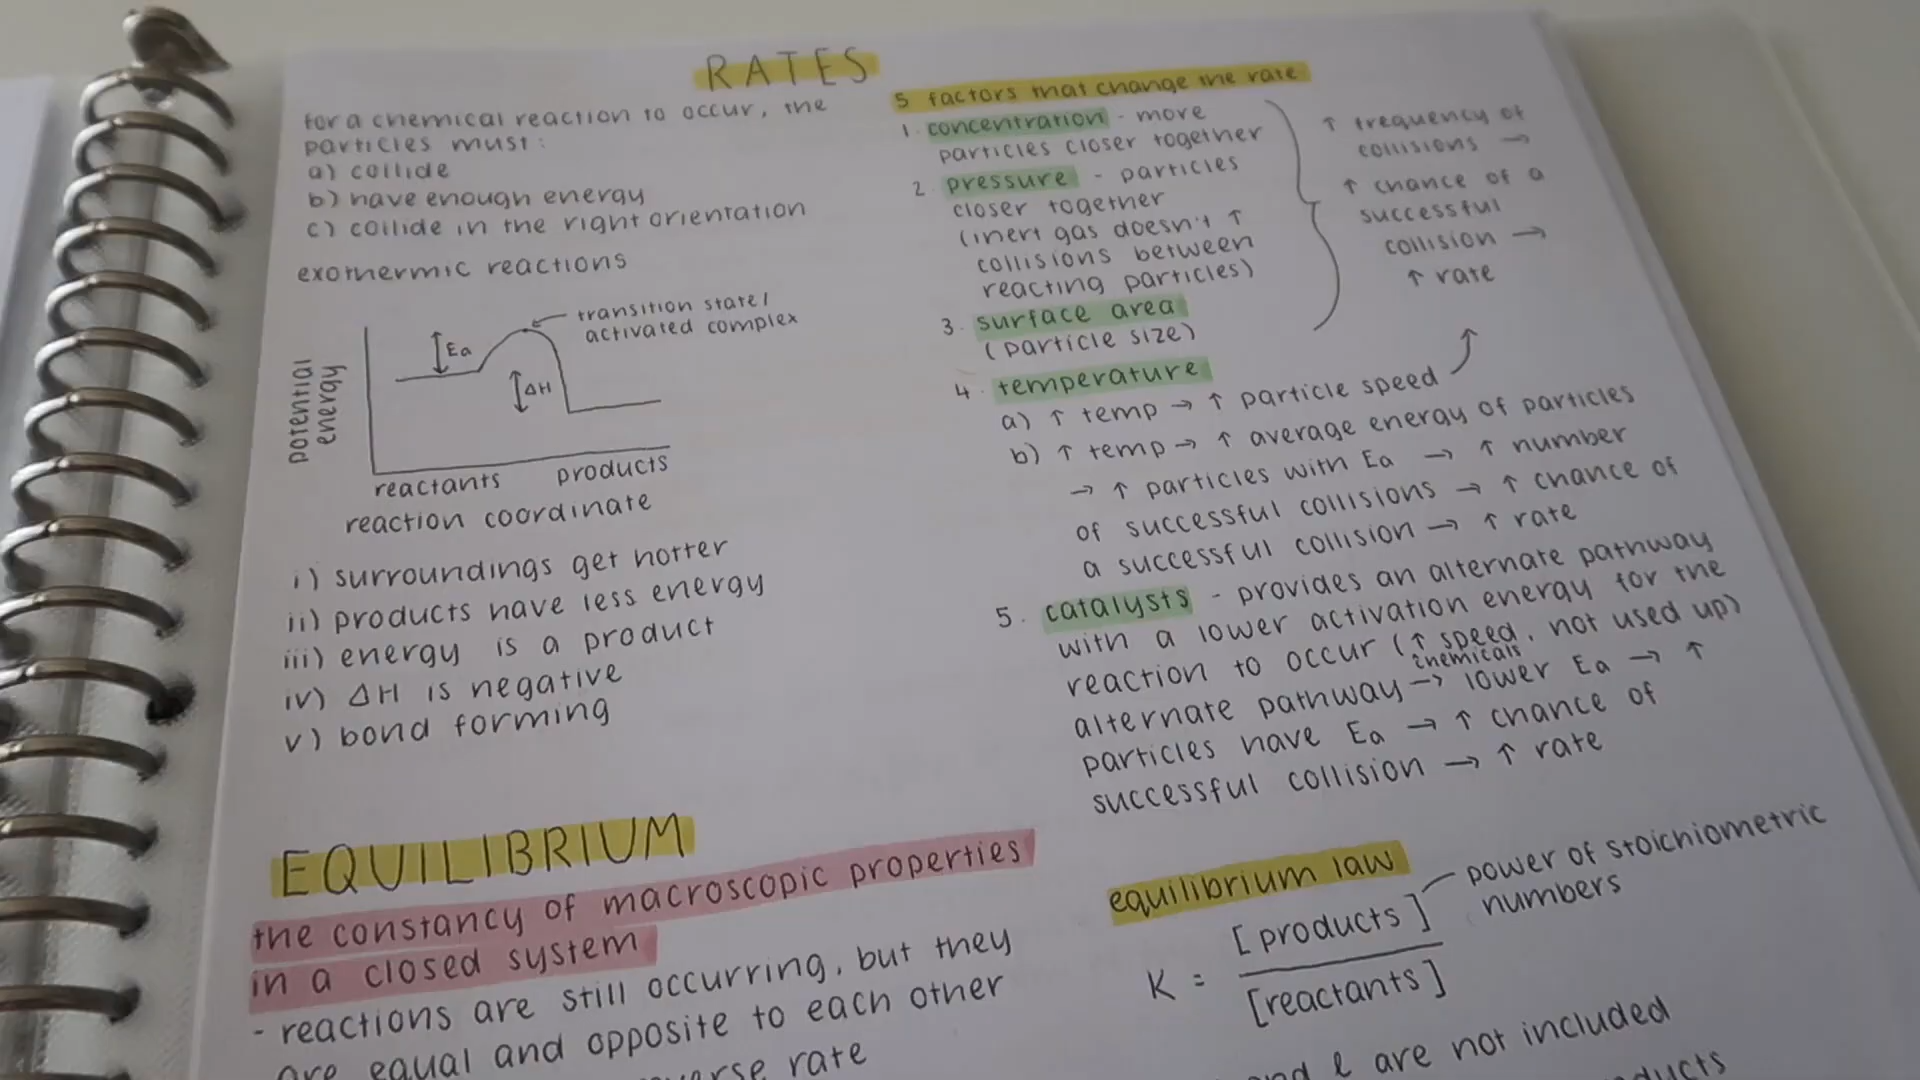 RATES
for a chemical reaction to occur, the
particles must:
a) collide
b) have enough energy
c) collide in the right orientation
exothermic reactions
transition state/
activated complex
Ea
ΔH
potential
energy
reactants products
reaction coordinate
i) surroundings get hotter
ii) products have less energy
iii) energy is a product
iv) ΔH is negative
v) bond forming
5 factors that change the rate
1. concentration - more
particles closer together
2. pressure - particles
closer together
(inert gas doesn't ↑
collisions between
reacting particles)
3. surface area
(particle size)
↑ frequency of
collisions →
↑ chance of a
successful
collision →
↑ rate
4. temperature
a) ↑ temp → ↑ particle speed
b) ↑ temp → ↑ average energy of particles
→ ↑ particles with Ea → ↑ number
of successful collisions → ↑ chance of
a successful collision → ↑ rate
5. catalysts - provides an alternate pathway
with a lower activation energy for the
reaction to occur (↑ speed, not used up)
chemicals
alternate pathway → lower Ea → ↑
particles have Ea → ↑ chance of
successful collision → ↑ rate
EQUILIBRIUM
the constancy of macroscopic properties
in a closed system
- reactions are still occurring, but they
are equal and opposite to each other
rate
equilibrium law
K = [products]
[reactants]
power of stoichiometric
numbers
l are not included